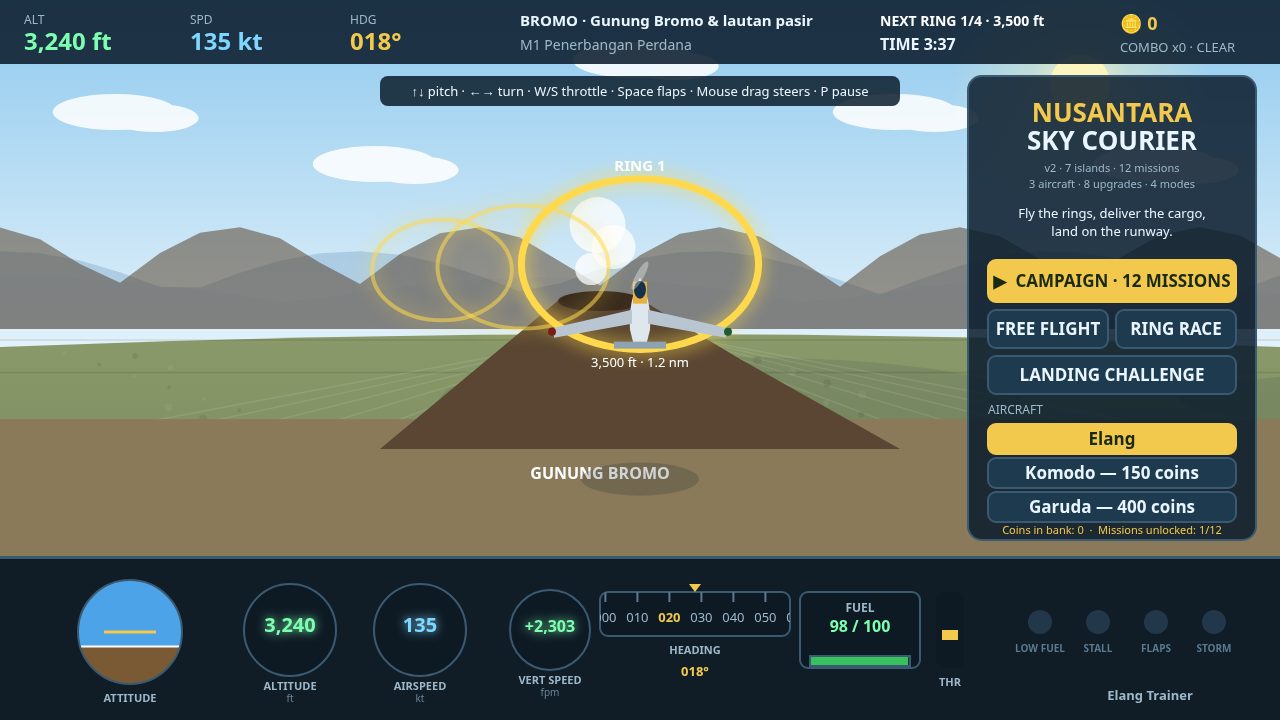 ALT
3,240 ft
SPD
135 kt
HDG
018°
BROMO · Gunung Bromo & lautan pasir
M1 Penerbangan Perdana
NEXT RING 1/4 · 3,500 ft
TIME 3:37
🪙 0
COMBO x0 · CLEAR
↑↓ pitch · ←→ turn · W/S throttle · Space flaps · Mouse drag steers · P pause
RING 1
3,500 ft · 1.2 nm
GUNUNG BROMO
NUSANTARA
SKY COURIER
v2 · 7 islands · 12 missions
3 aircraft · 8 upgrades · 4 modes
Fly the rings, deliver the cargo,
land on the runway.
▶ CAMPAIGN · 12 MISSIONS
FREE FLIGHT
RING RACE
LANDING CHALLENGE
AIRCRAFT
Elang
Komodo — 150 coins
Garuda — 400 coins
Coins in bank: 0 · Missions unlocked: 1/12
ATTITUDE
3,240
ALTITUDE
ft
135
AIRSPEED
kt
+2,303
VERT SPEED
fpm
010 020 030 040 050
HEADING
018°
FUEL
98 / 100
THR
LOW FUEL
STALL
FLAPS
STORM
Elang Trainer